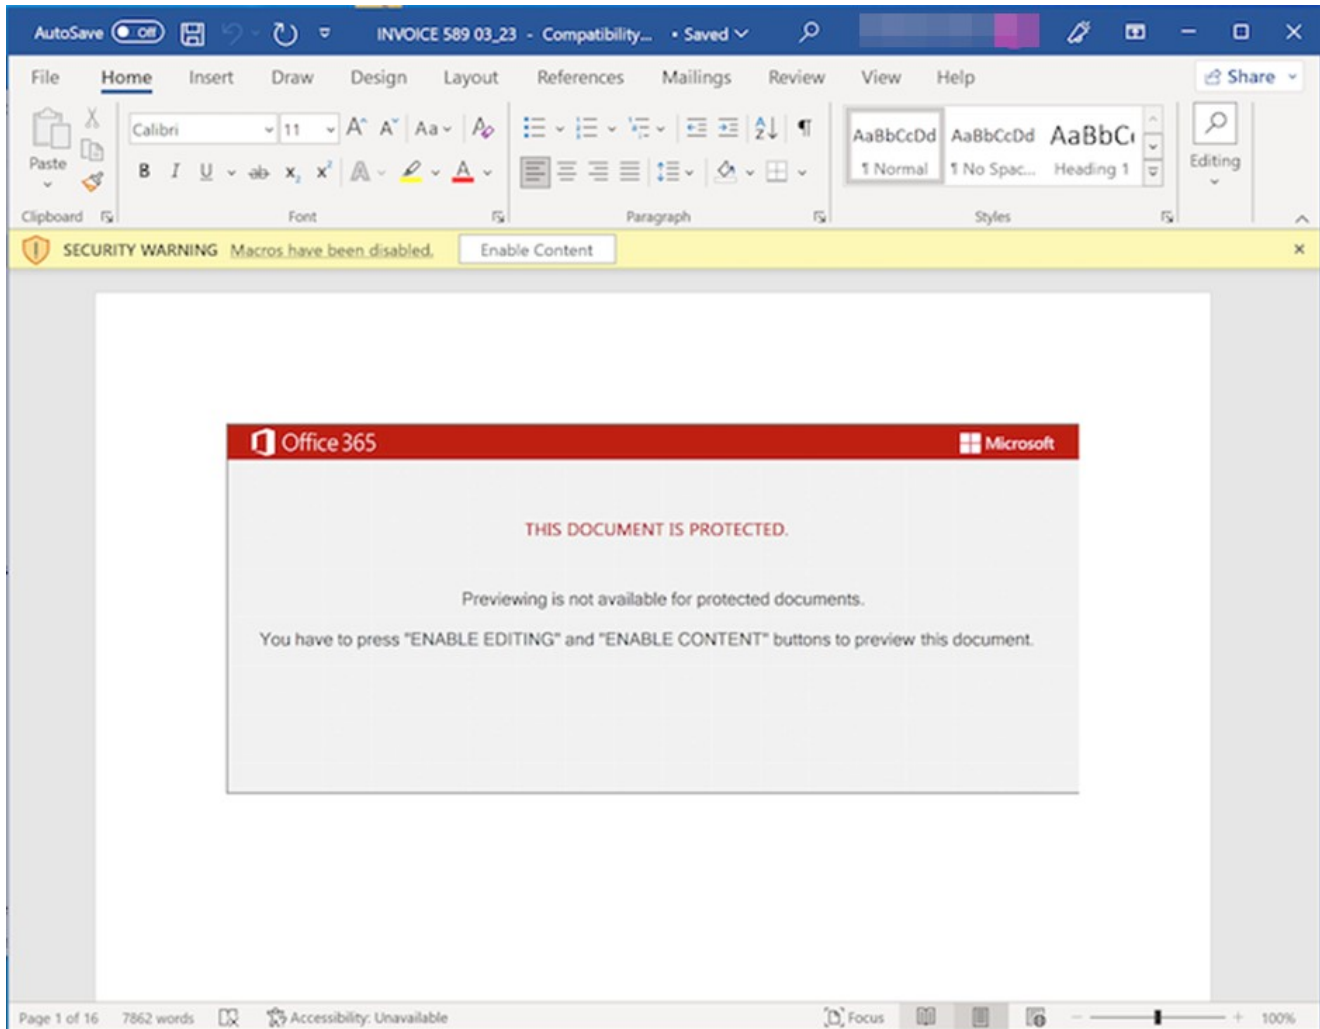 AutoSave Off INVOICE 589 03_23 - Compatibility... • Saved
File Home Insert Draw Design Layout References Mailings Review View Help Share
Calibri 11 A A Aa A AaBbCcDd AaBbCcDd AaBbC
Paste B I U ab x₂ x² A A ¶ Normal ¶ No Spac... Heading 1 Editing
Clipboard Font Paragraph Styles
SECURITY WARNING Macros have been disabled. Enable Content
Office 365 Microsoft
THIS DOCUMENT IS PROTECTED.
Previewing is not available for protected documents.
You have to press "ENABLE EDITING" and "ENABLE CONTENT" buttons to preview this document.
Page 1 of 16 7862 words Accessibility: Unavailable Focus 100%